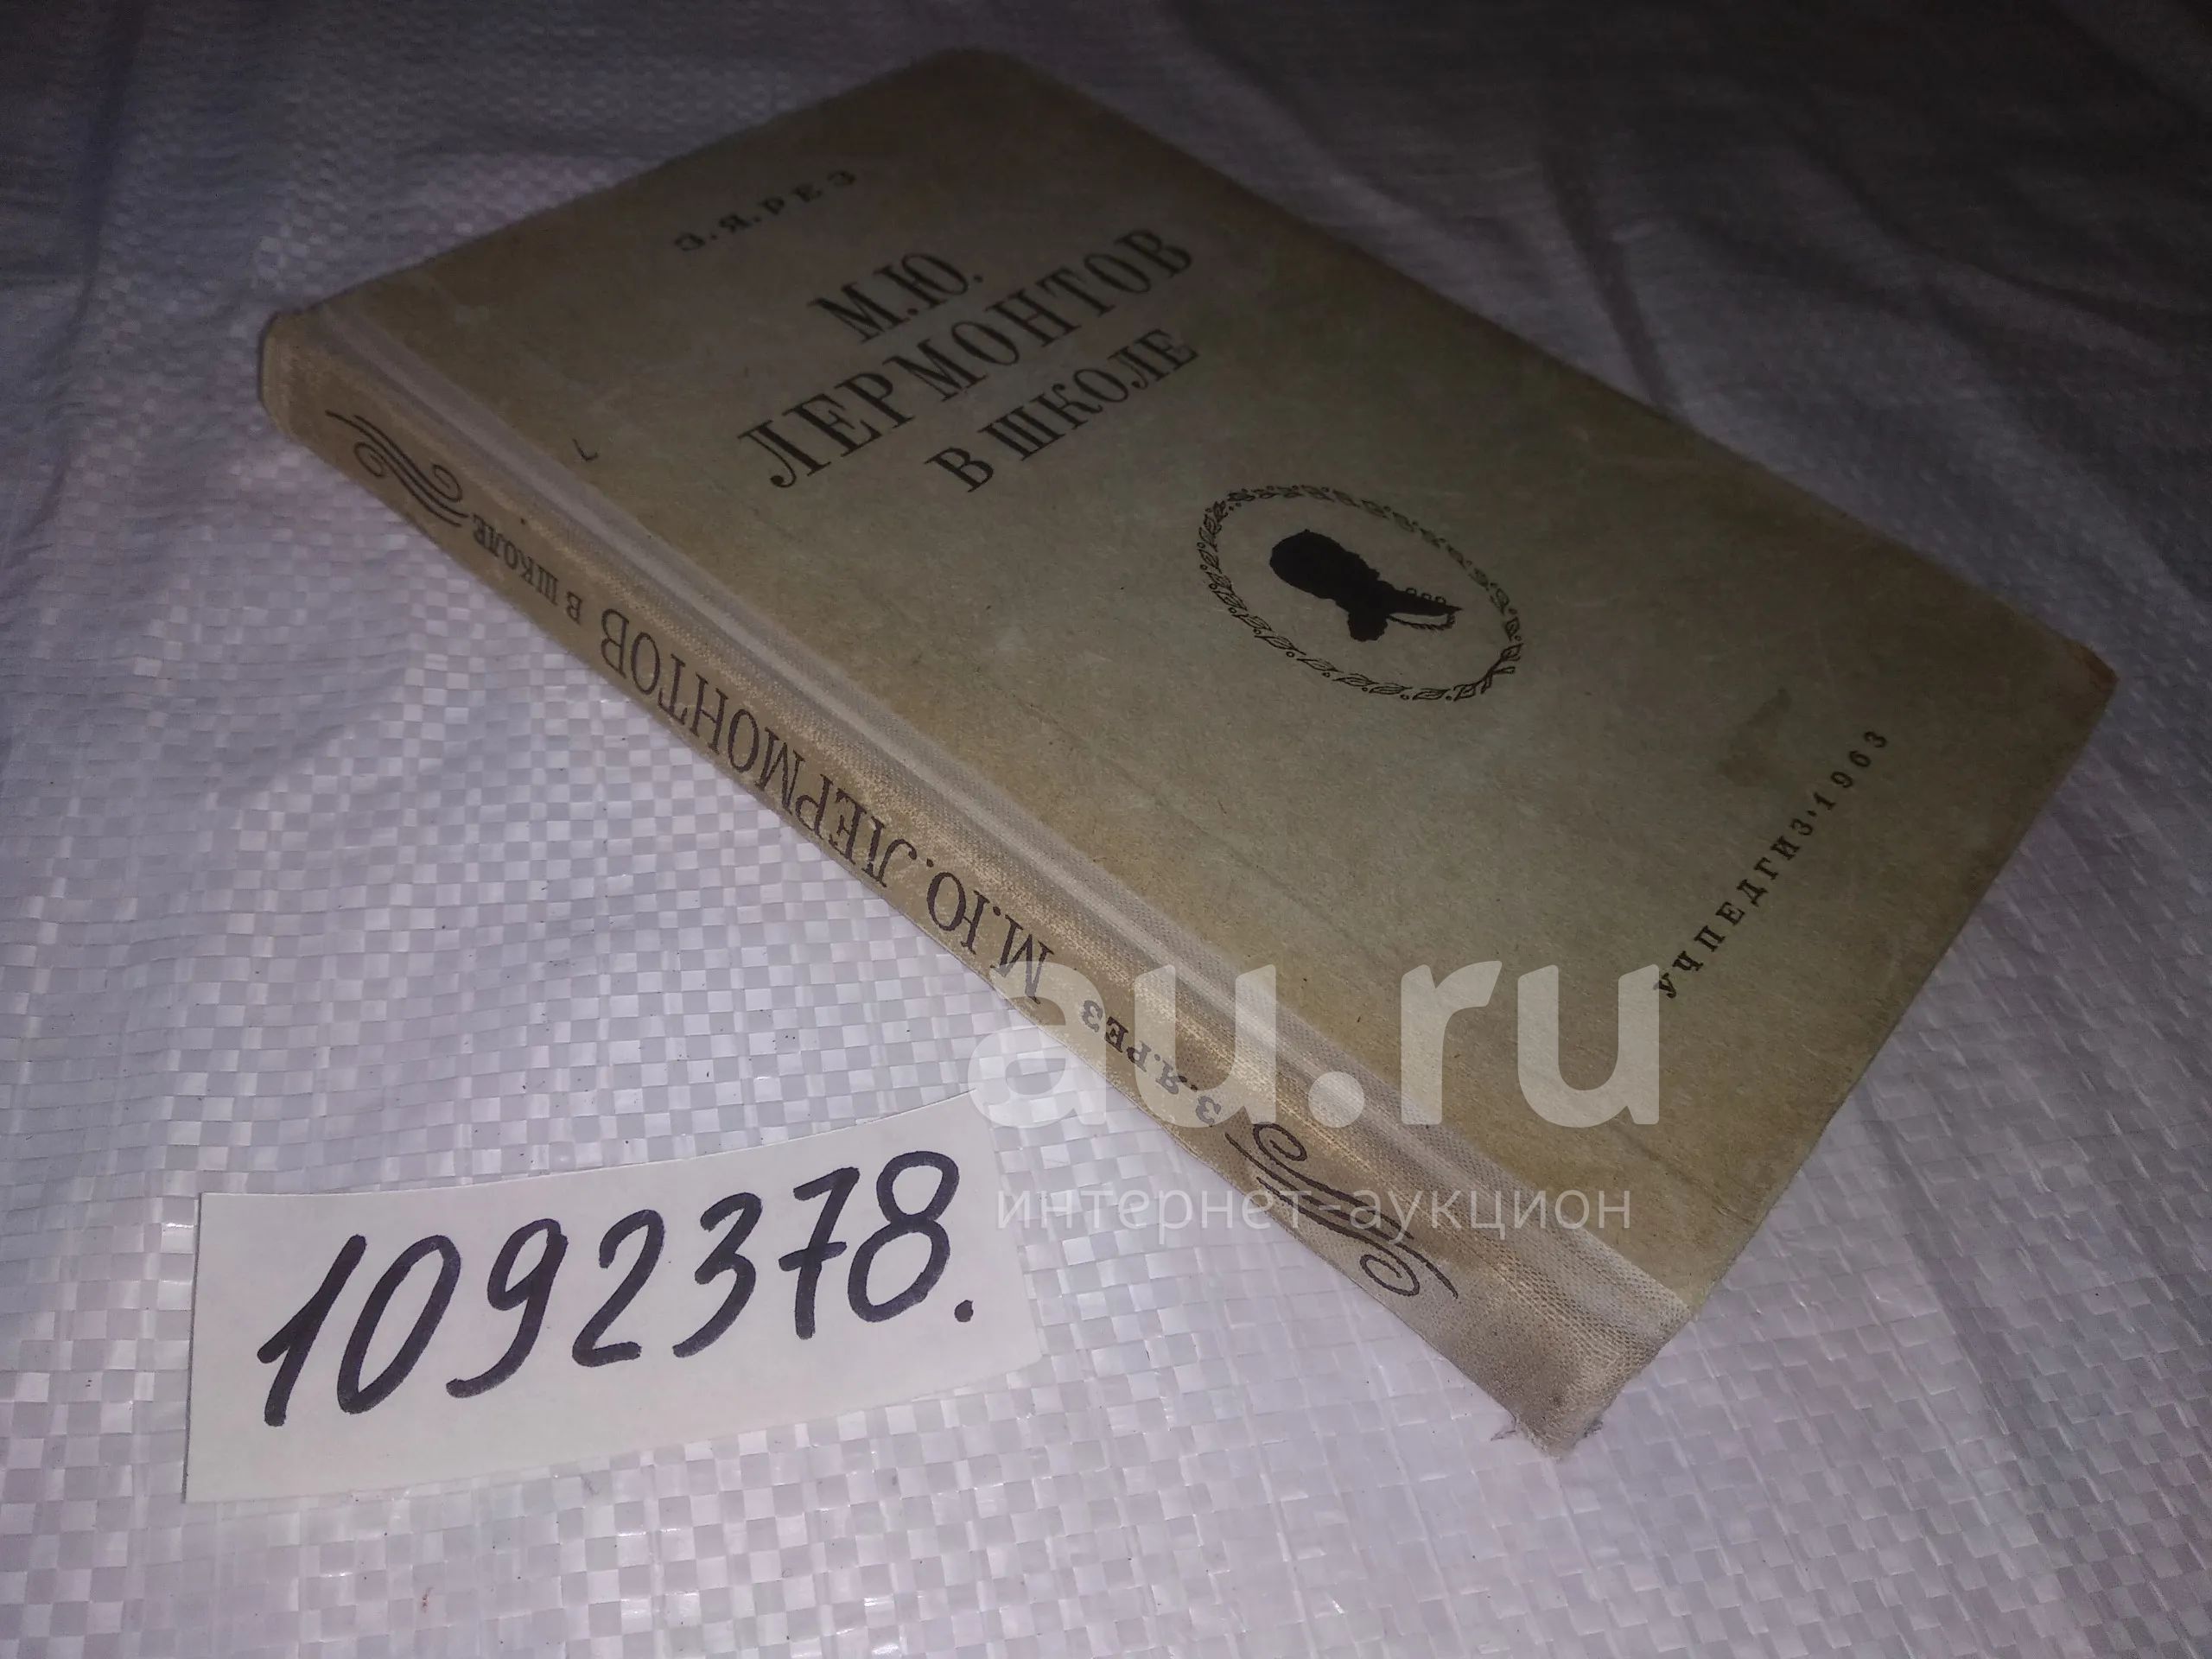 З.Я.РЕЗ
М.Ю.
ЛЕРМОНТОВ
В ШКОЛЕ
УЧПЕДГИЗ·1963
З.Я.РЕЗ М.Ю.ЛЕРМОНТОВ В ШКОЛЕ
au.ru
интернет-аукцион
1092378.